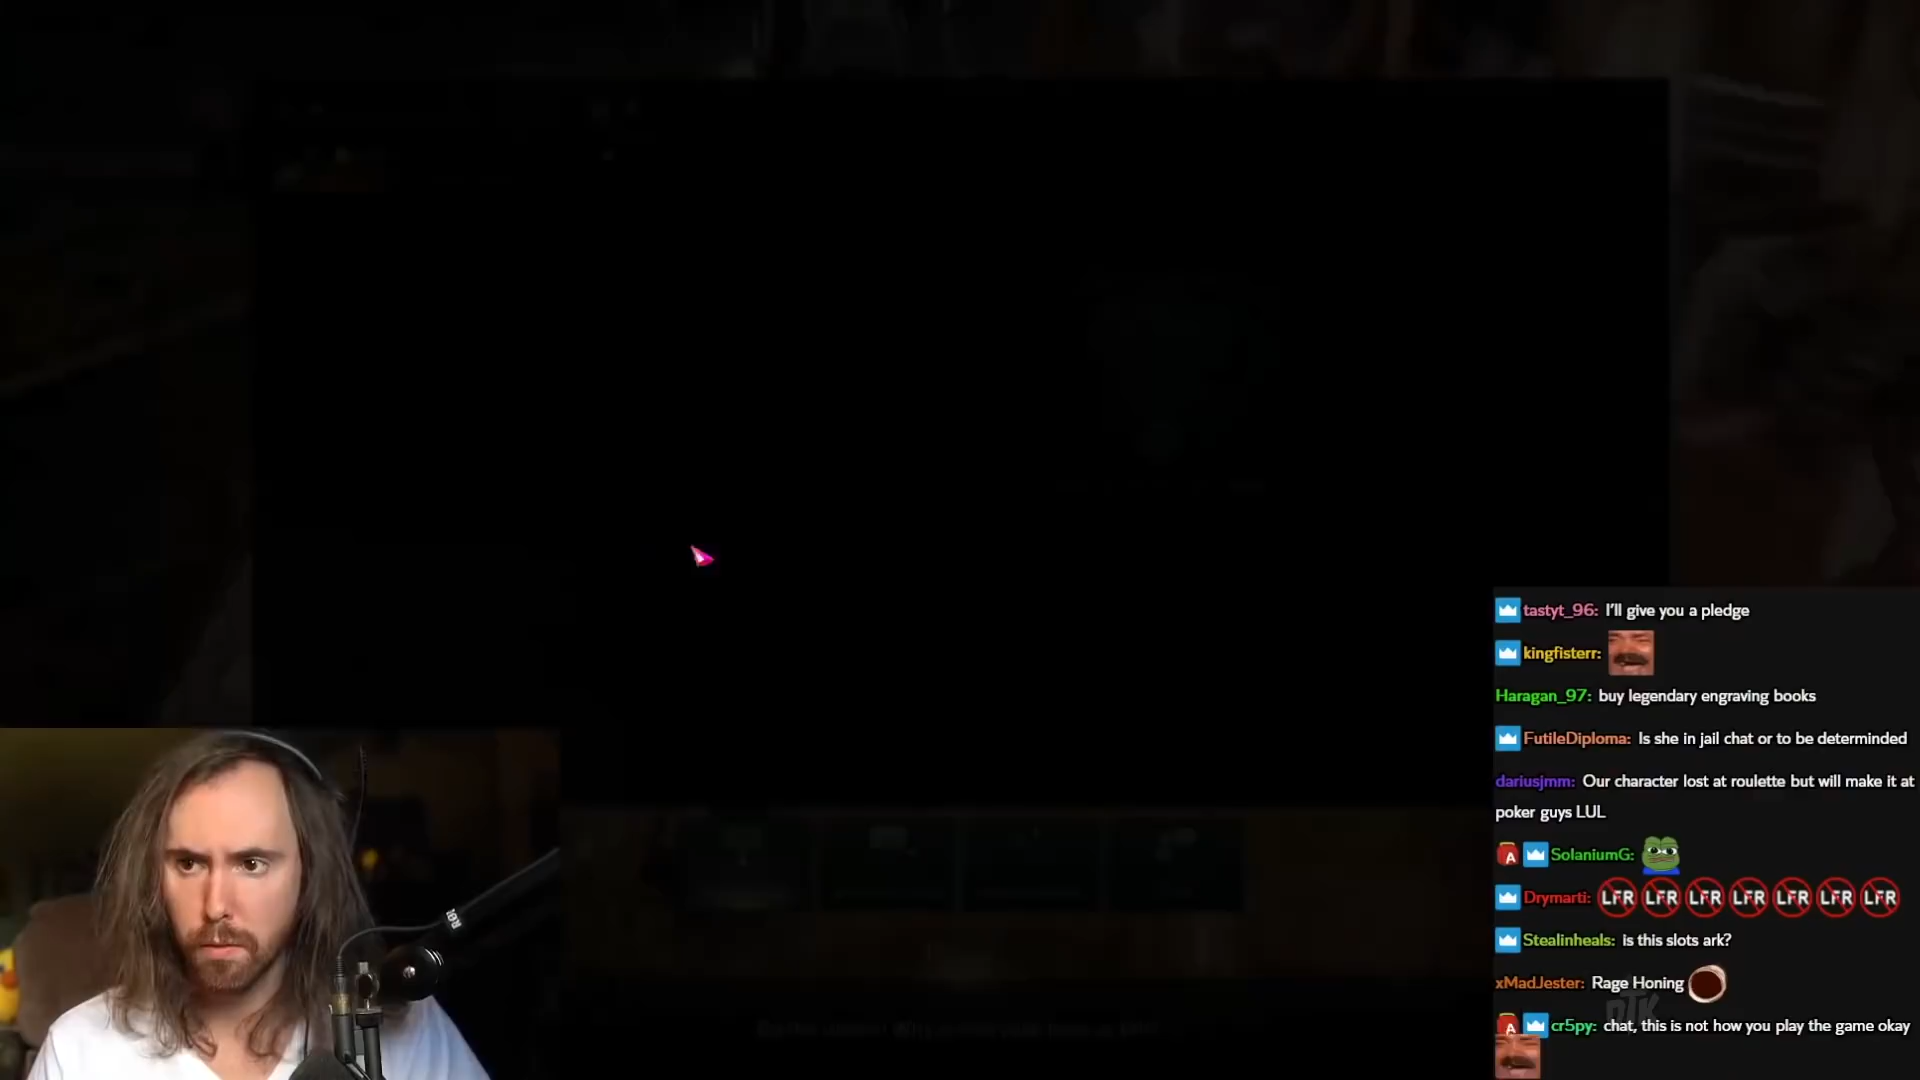 tastyt_96: I'll give you a pledge
kingfisterr:
Haragan_97: buy legendary engraving books
FutileDiploma: Is she in jail chat or to be determinded
dariusjmm: Our character lost at roulette but will make it at
poker guys LUL
A SolaniumG:
Drymarti: LFR LFR LFR LFR LFR LFR LFR
Stealinheals: is this slots ark?
xMadJester: Rage Honing
A cr5py: chat, this is not how you play the game okay